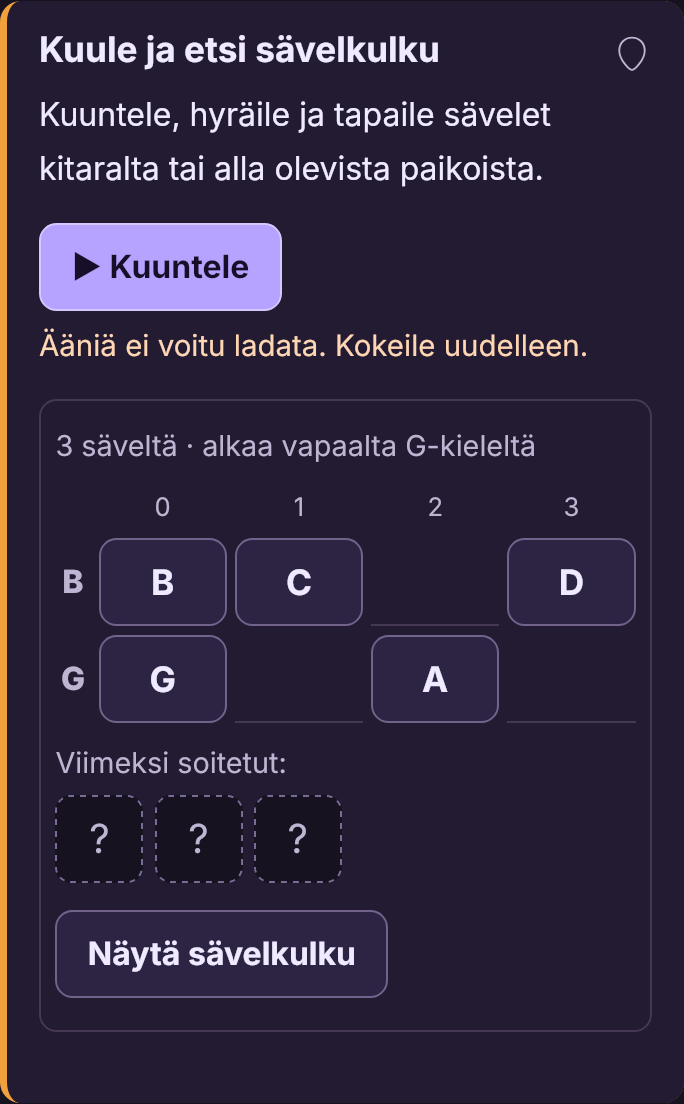 Kuule ja etsi sävelkulku
Kuuntele, hyräile ja tapaile sävelet
kitaralta tai alla olevista paikoista.
▶ Kuuntele
Ääniä ei voitu ladata. Kokeile uudelleen.
3 säveltä · alkaa vapaalta G-kieleltä
0 1 2 3
B B C D
G G A
Viimeksi soitetut:
? ? ?
Näytä sävelkulku